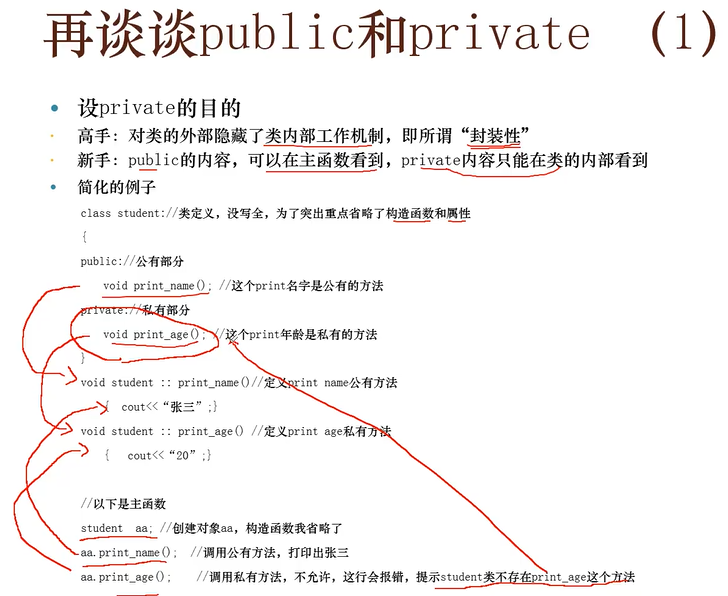 再谈谈public和private （1）
• 设private的目的
• 高手：对类的外部隐藏了类内部工作机制，即所谓“封装性”
• 新手：public的内容，可以在主函数看到，private内容只能在类的内部看到
• 简化的例子
class student://类定义，没写全，为了突出重点省略了构造函数和属性
{
public://公有部分
void print_name(); //这个print名字是公有的方法
private://私有部分
void print_age(); //这个print年龄是私有的方法
}
void student :: print_name()//定义print name公有方法
{ cout<<“张三”;}
void student :: print_age() //定义print age私有方法
{ cout<<“20”;}
//以下是主函数
student aa; //创建对象aa，构造函数我省略了
aa.print_name(); //调用公有方法，打印出张三
aa.print_age(); //调用私有方法，不允许，这行会报错，提示student类不存在print_age这个方法